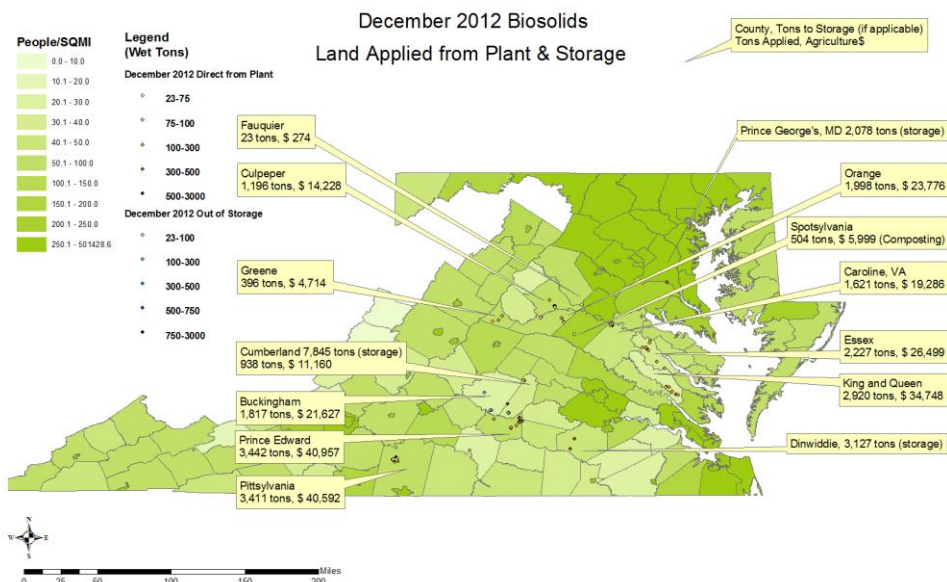 December 2012 Biosolids
Land Applied from Plant & Storage
People/SQMI
0.0 - 10.0
10.1 - 20.0
20.1 - 30.0
30.1 - 40.0
40.1 - 50.0
50.1 - 100.0
100.1 - 150.0
150.1 - 200.0
200.1 - 250.0
250.1 - 501428.6
Legend
(Wet Tons)
December 2012 Direct from Plant
23-75
75-100
100-300
300-500
500-3000
December 2012 Out of Storage
23-100
100-300
300-500
500-750
750-3000
County, Tons to Storage (if applicable)
Tons Applied, Agriculture$
Fauquier
23 tons, $ 274
Culpeper
1,196 tons, $ 14,228
Greene
396 tons, $ 4,714
Cumberland 7,845 tons (storage)
938 tons, $ 11,160
Buckingham
1,817 tons, $ 21,627
Prince Edward
3,442 tons, $ 40,957
Pittsylvania
3,411 tons, $ 40,592
Prince George's, MD 2,078 tons (storage)
Orange
1,998 tons, $ 23,776
Spotsylvania
504 tons, $ 5,999 (Composting)
Caroline, VA
1,621 tons, $ 19,286
Essex
2,227 tons, $ 26,499
King and Queen
2,920 tons, $ 34,748
Dinwiddie, 3,127 tons (storage)
N
W E
S
Miles
0 25 50 100 150 200